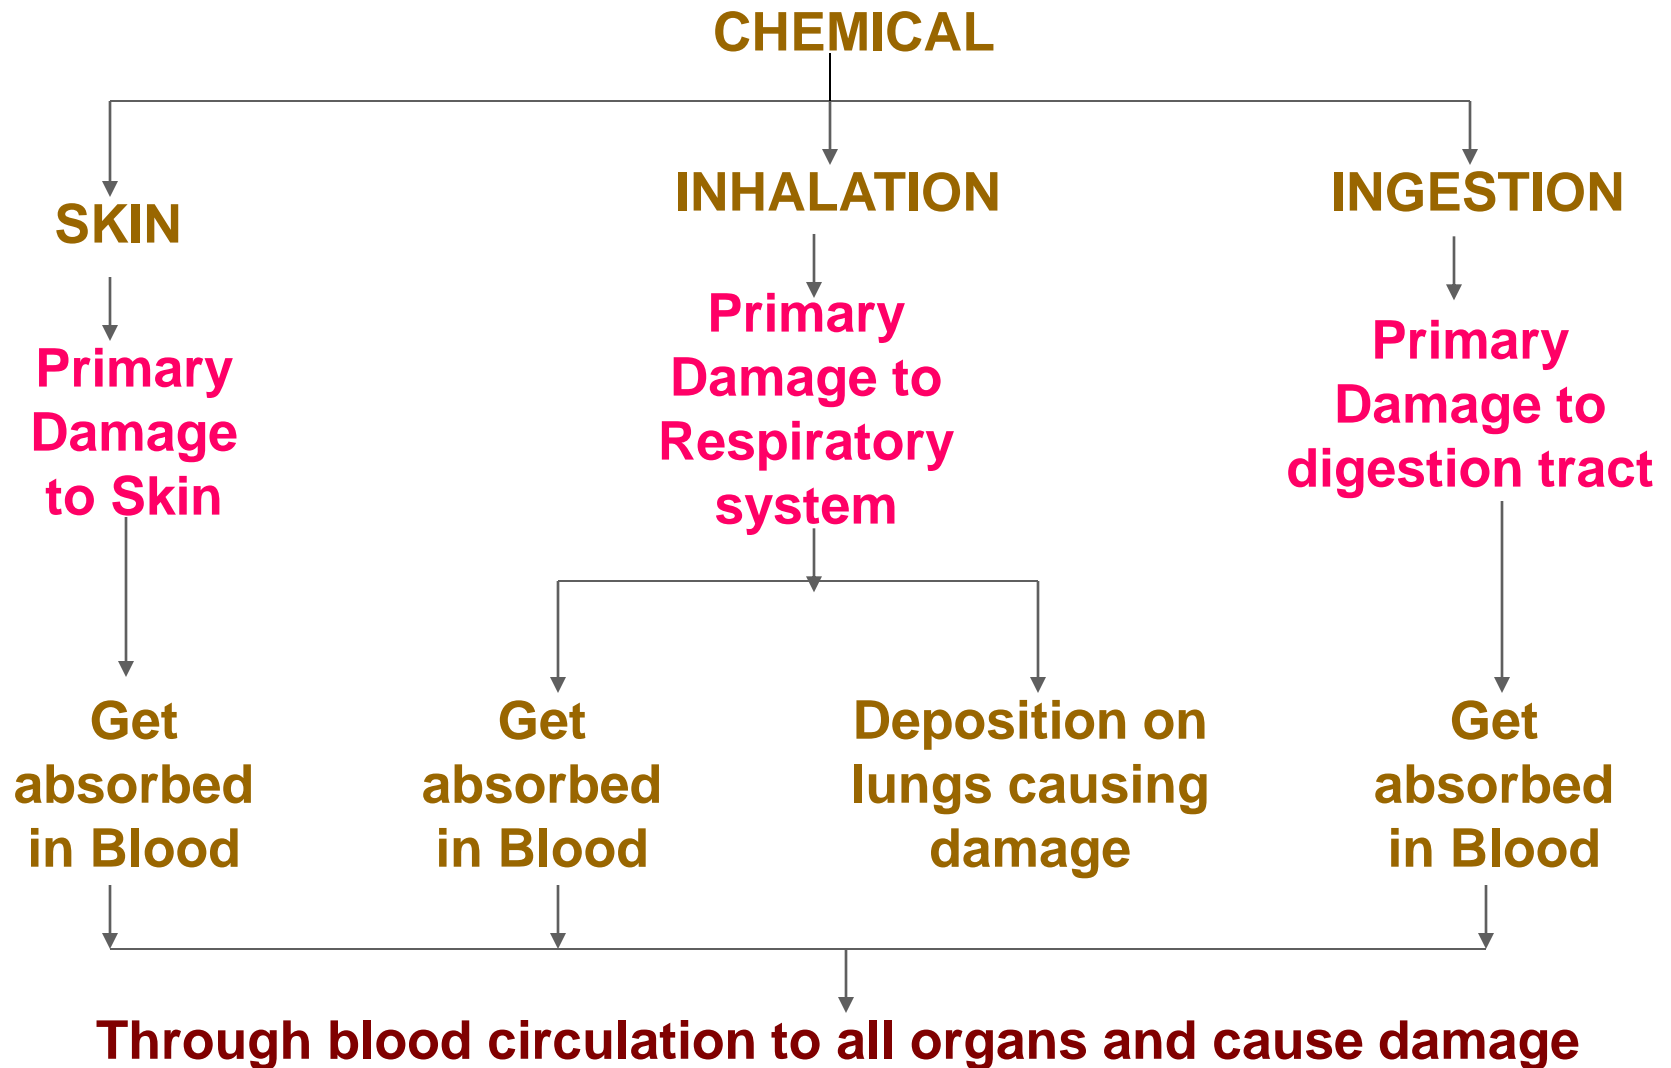 CHEMICAL
SKIN
INHALATION
INGESTION
Primary
Damage
to Skin
Primary
Damage to
Respiratory
system
Primary
Damage to
digestion tract
Get
absorbed
in Blood
Get
absorbed
in Blood
Deposition on
lungs causing
damage
Get
absorbed
in Blood
Through blood circulation to all organs and cause damage